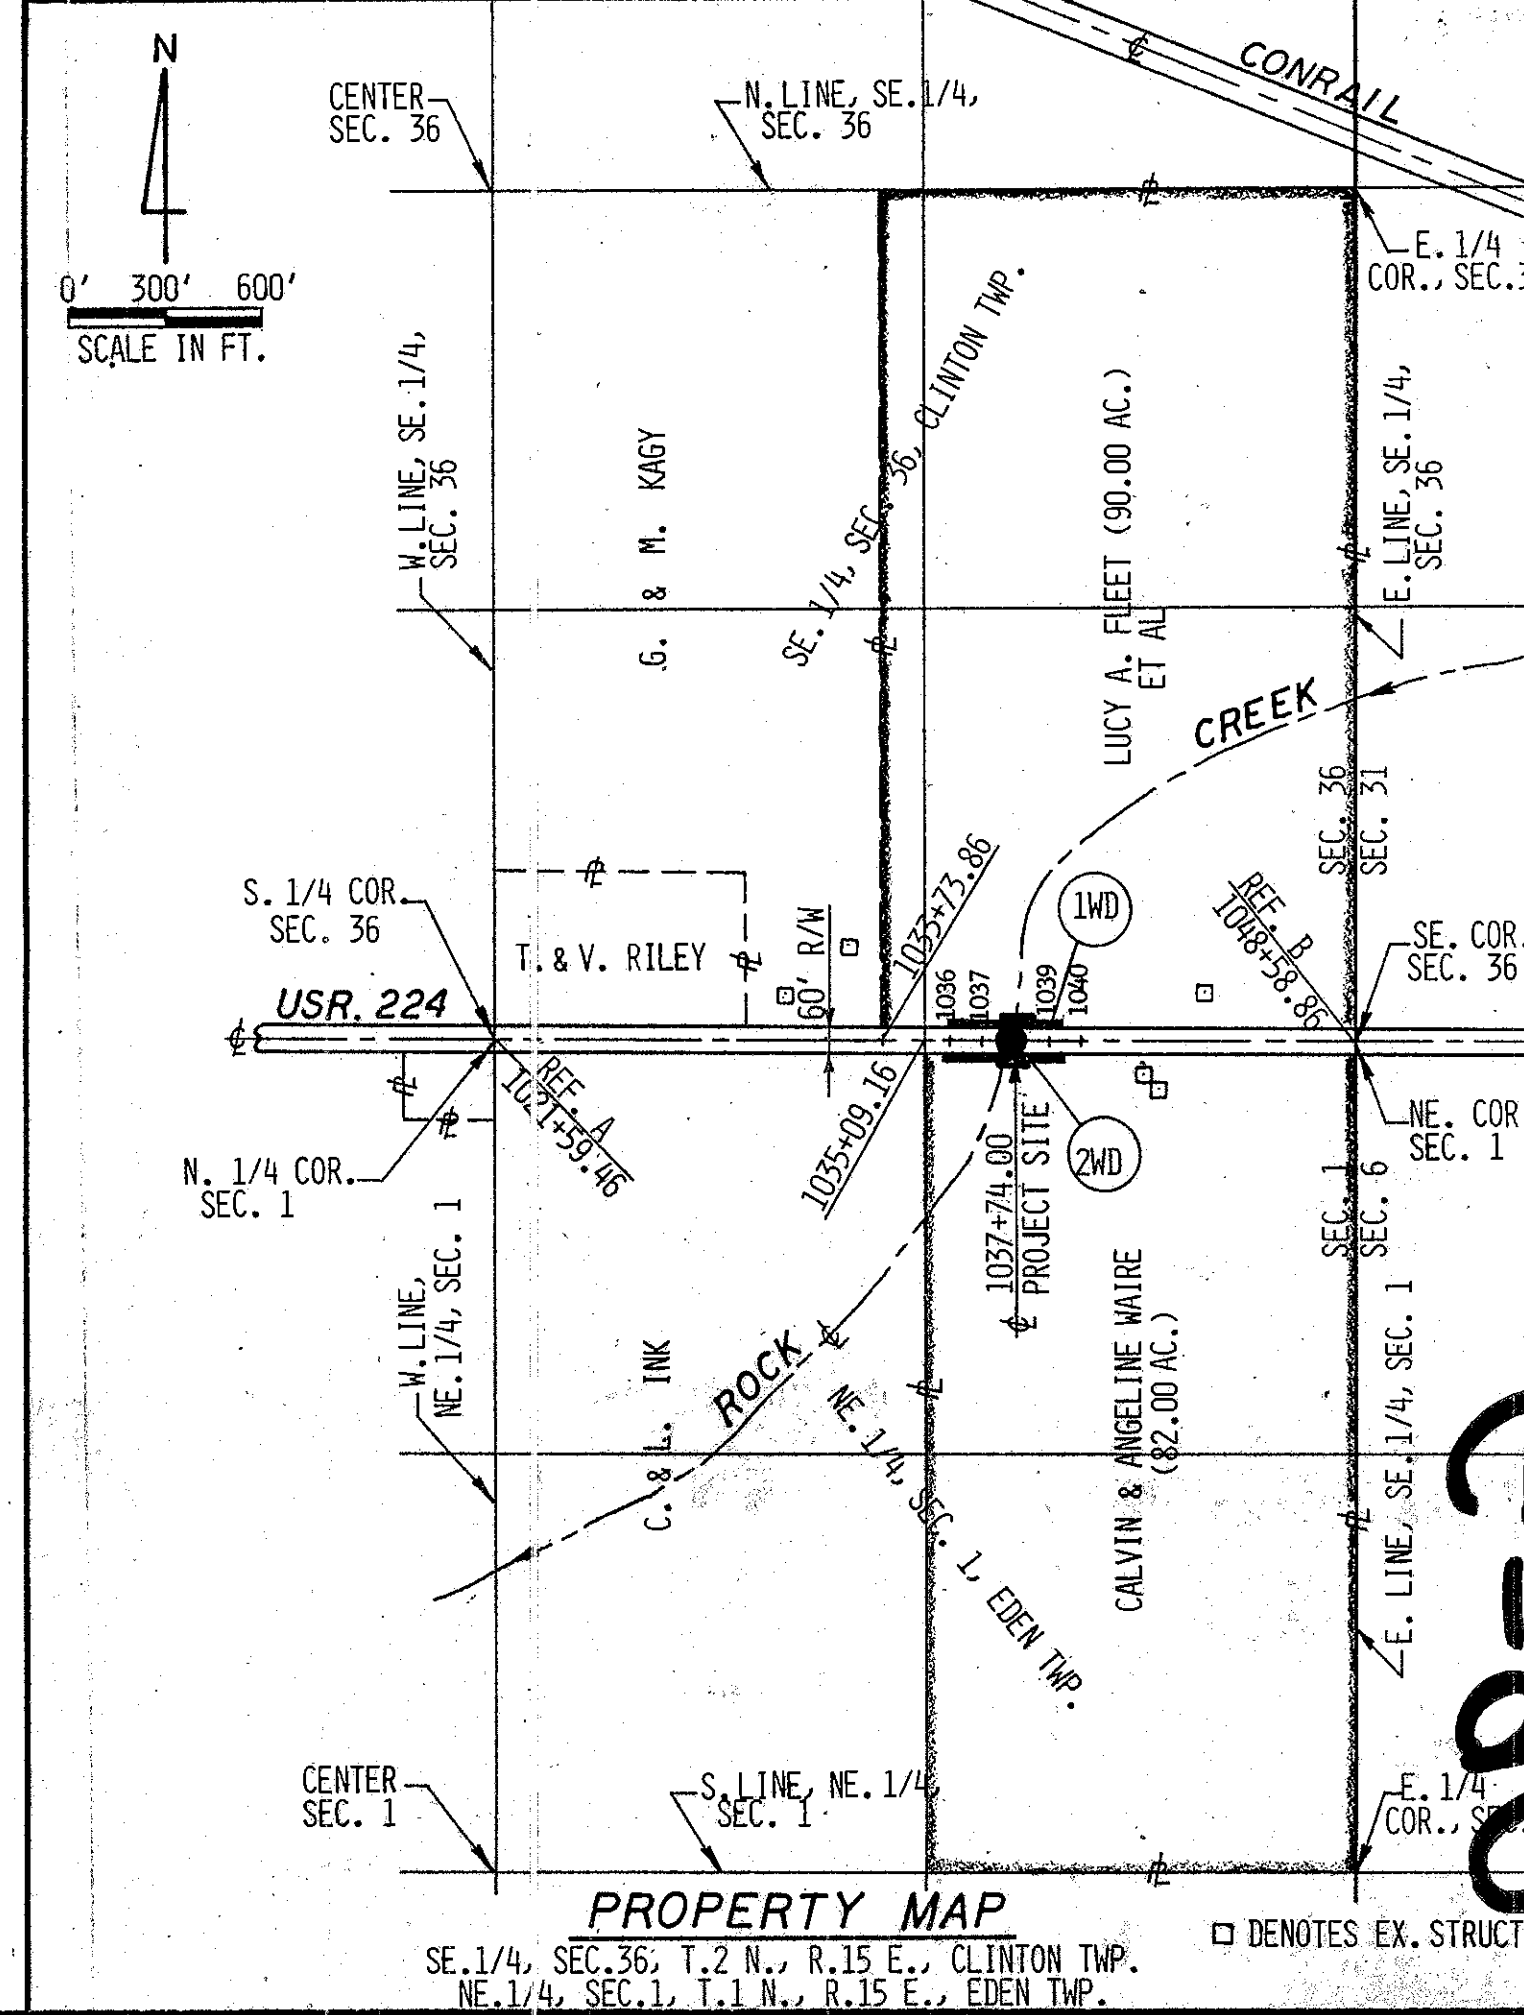 N
0' 300' 600'
SCALE IN FT.
CENTER
SEC. 36
N. LINE, SE. 1/4,
SEC. 36
℄
CONRAIL
℄
E. 1/4
COR., SEC.3
W. LINE, SE. 1/4,
SEC. 36
G. & M. KAGY
SE. 1/4, SEC. 36, CLINTON TWP.
LUCY A. FLEET (90.00 AC.)
ET AL
E. LINE, SE. 1/4,
SEC. 36
CREEK
SEC. 36
SEC. 31
S. 1/4 COR.
SEC. 36
T. & V. RILEY
60' R/W
1035+73.86
1WD
1036
1037
1039
1040
REF. B
1048+58.86
SE. COR.
SEC. 36
USR. 224
℄
REF. A
1021+59.46
1035+09.16
1037+74.00
PROJECT SITE
℄
2WD
NE. COR
SEC. 1
SEC. 1
SEC. 6
N. 1/4 COR.
SEC. 1
W. LINE,
NE. 1/4, SEC. 1
C. & L. INK
ROCK
℄
NE. 1/4, SEC. 1, EDEN TWP.
CALVIN & ANGELINE WAIRE
(82.00 AC.)
E. LINE, SE. 1/4, SEC. 1
CENTER
SEC. 1
S. LINE, NE. 1/4,
SEC. 1
E. 1/4
COR., SEC.
PROPERTY MAP
SE.1/4, SEC.36, T.2 N., R.15 E., CLINTON TWP.
NE.1/4, SEC.1, T.1 N., R.15 E., EDEN TWP.
DENOTES EX. STRUCT